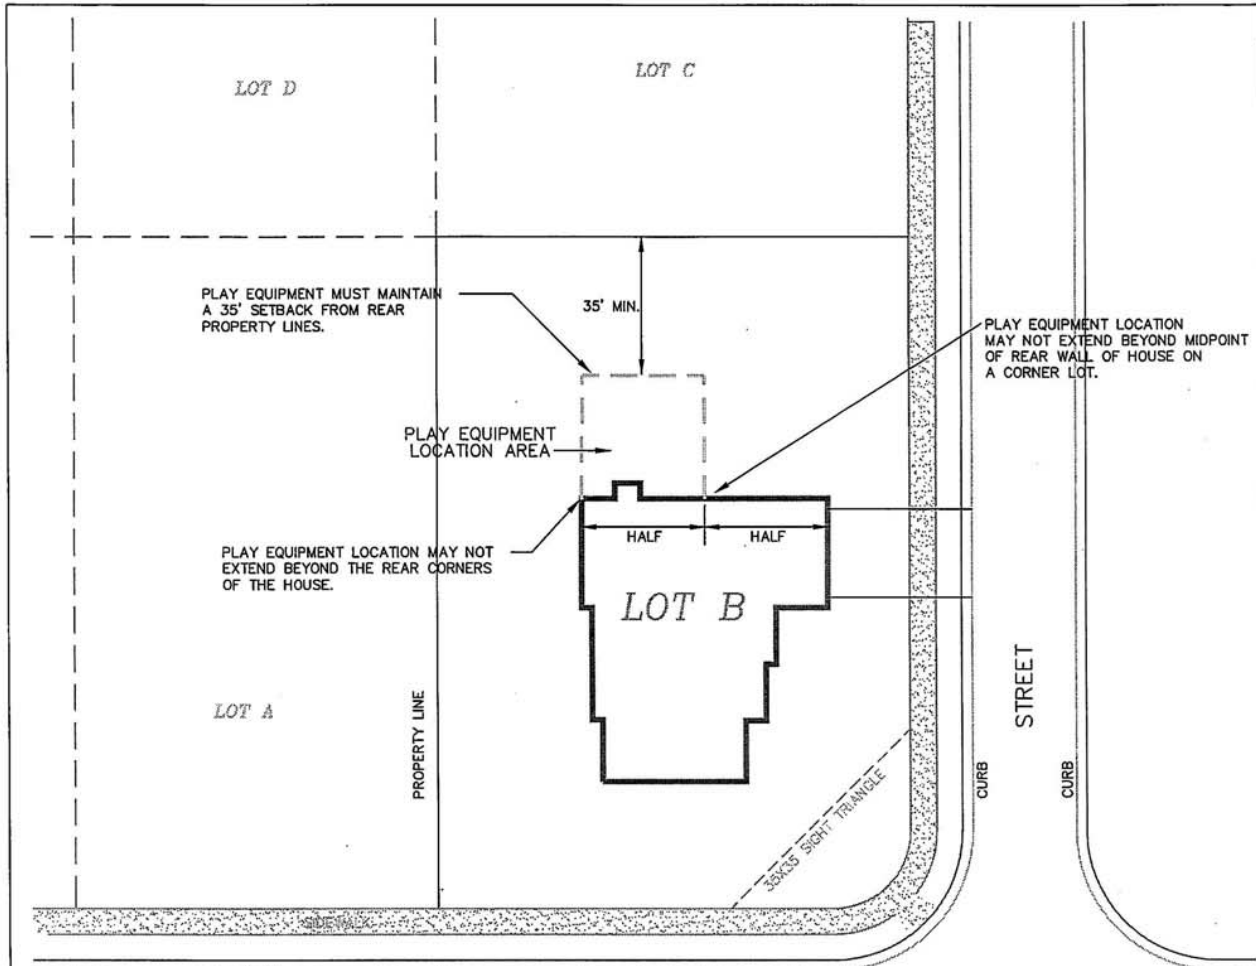 LOT D
LOT C
PLAY EQUIPMENT MUST MAINTAIN
A 35' SETBACK FROM REAR
PROPERTY LINES.
35' MIN.
PLAY EQUIPMENT LOCATION
MAY NOT EXTEND BEYOND MIDPOINT
OF REAR WALL OF HOUSE ON
A CORNER LOT.
PLAY EQUIPMENT
LOCATION AREA
HALF
HALF
PLAY EQUIPMENT LOCATION MAY NOT
EXTEND BEYOND THE REAR CORNERS
OF THE HOUSE.
LOT B
LOT A
PROPERTY LINE
STREET
CURB
CURB
35X35 SIGHT TRIANGLE
SIDEWALK